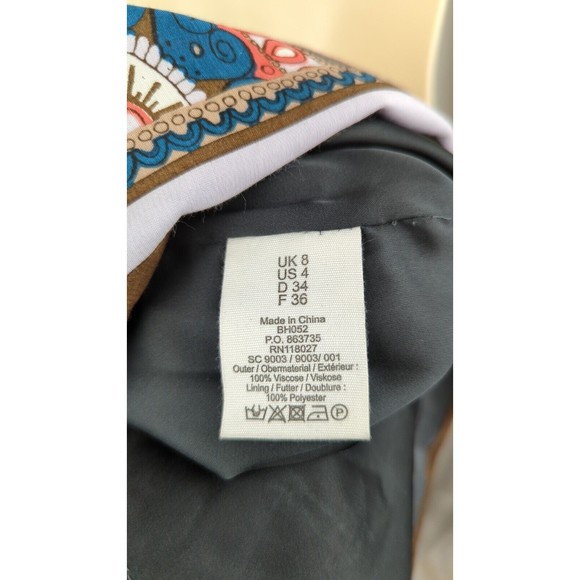 UK 8
US 4
D 34
F 36
Made in China
BH052
P.O. 863735
RN118027
SC 9003 / 9003/ 001
Outer / Obermaterial / Extérieur :
100% Viscose / Viskose
Lining / Futter / Doublure :
100% Polyester
P